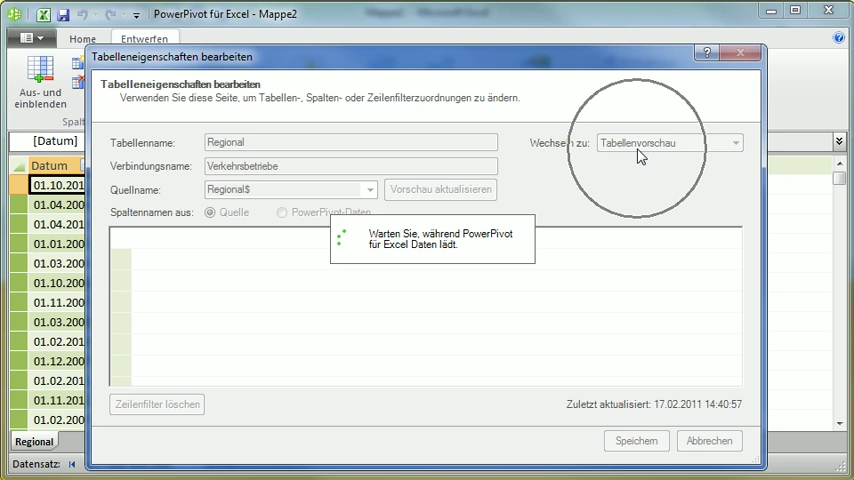 PowerPivot für Excel - Mappe2
Home
Entwerfen
Aus- und
einblenden
[Datum]
Datum
Tabelleneigenschaften bearbeiten
Tabelleneigenschaften bearbeiten
Verwenden Sie diese Seite, um Tabellen-, Spalten- oder Zeilenfilterzuordnungen zu ändern.
Tabellenname:
Regional
Wechseln zu:
Tabellenvorschau
Verbindungsname:
Verkehrsbetriebe
Quellname:
Regional$
Vorschau aktualisieren
Spaltennamen aus:
Quelle
PowerPivot-Daten
Warten Sie, während PowerPivot
für Excel Daten lädt.
01.10.201
01.04.200
01.04.201
01.01.200
01.03.200
01.10.200
01.11.200
01.03.200
01.02.201
01.12.200
01.02.201
01.11.201
01.02.200
Zeilenfilter löschen
Zuletzt aktualisiert: 17.02.2011 14:40:57
Speichern
Abbrechen
Regional
Datensatz: